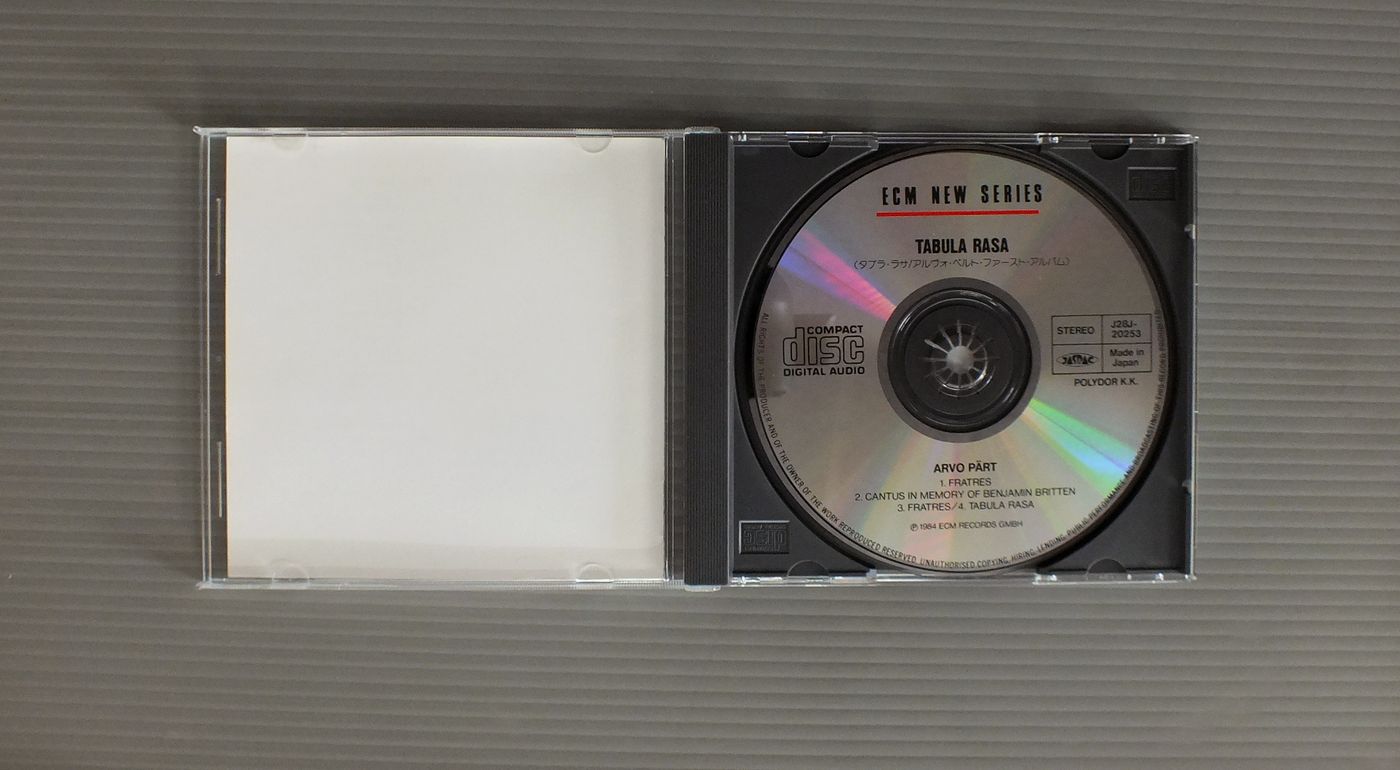 ECM NEW SERIES
TABULA RASA
(タブラ・ラサ/アルヴォ・ペルト・ファースト・アルバム)
COMPACT
disc
DIGITAL AUDIO
STEREO
J28J-
20253
JASRAC
Made in
Japan
POLYDOR K.K.
ARVO PÄRT
1. FRATRES
2. CANTUS IN MEMORY OF BENJAMIN BRITTEN
3. FRATRES/4. TABULA RASA
℗ 1984 ECM RECORDS GMBH
ALL RIGHTS OF THE PRODUCER AND OF THE OWNER OF THE WORK REPRODUCED RESERVED. UNAUTHORISED COPYING, HIRING, LENDING, PUBLIC PERFORMANCE AND BROADCASTING OF THIS RECORD PROHIBITED
disc